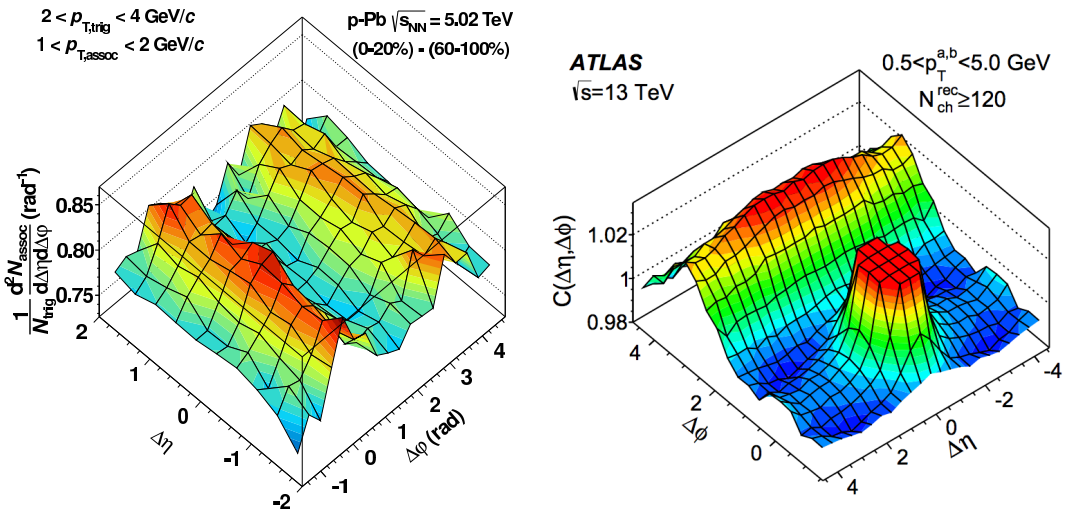 2 < p_T,trig < 4 GeV/c
1 < p_T,assoc < 2 GeV/c
p-Pb √s_NN = 5.02 TeV
(0-20%) - (60-100%)
1/N_trig d²N_assoc/dΔηdΔφ (rad⁻¹)
0.85
0.80
0.75
2
1
0
-1
-2
Δη
-1
0
1
2
3
4
Δφ (rad)
ATLAS
√s=13 TeV
0.5<p_T^a,b<5.0 GeV
N_ch^rec≥120
C(Δη,Δϕ)
1.02
1
0.98
4
2
0
Δϕ
4
2
0
-2
-4
Δη